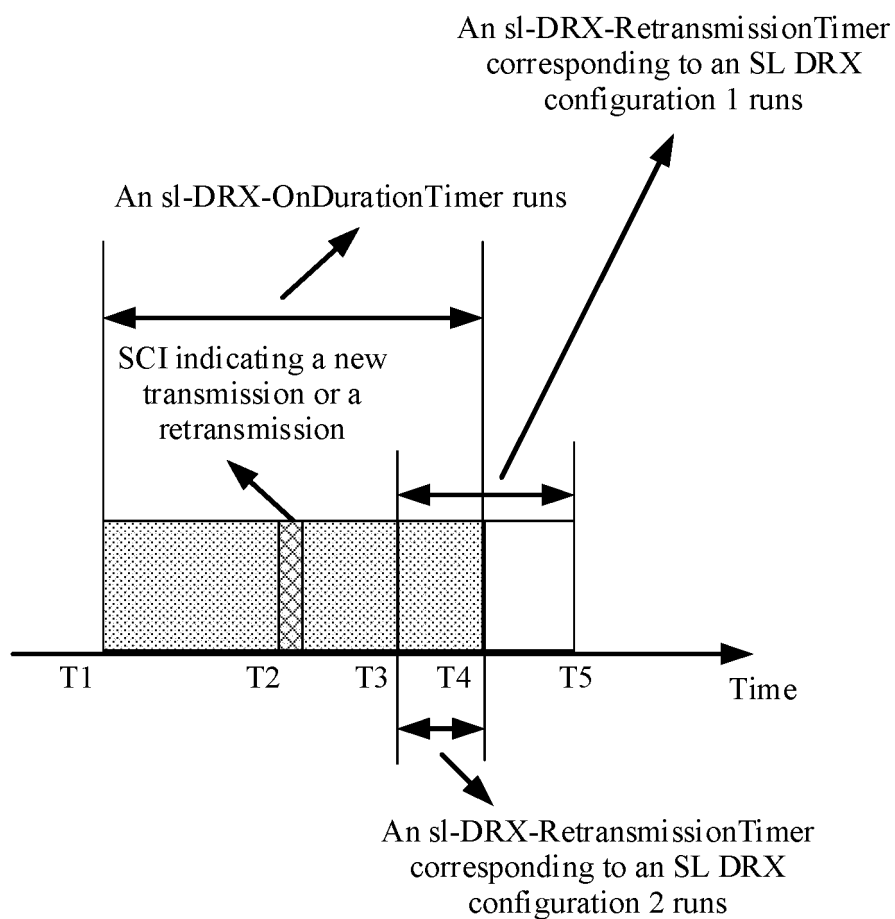 An sl-DRX-RetransmissionTimer
corresponding to an SL DRX
configuration 1 runs
An sl-DRX-OnDurationTimer runs
SCI indicating a new
transmission or a
retransmission
T1
T2
T3
T4
T5
Time
An sl-DRX-RetransmissionTimer
corresponding to an SL DRX
configuration 2 runs